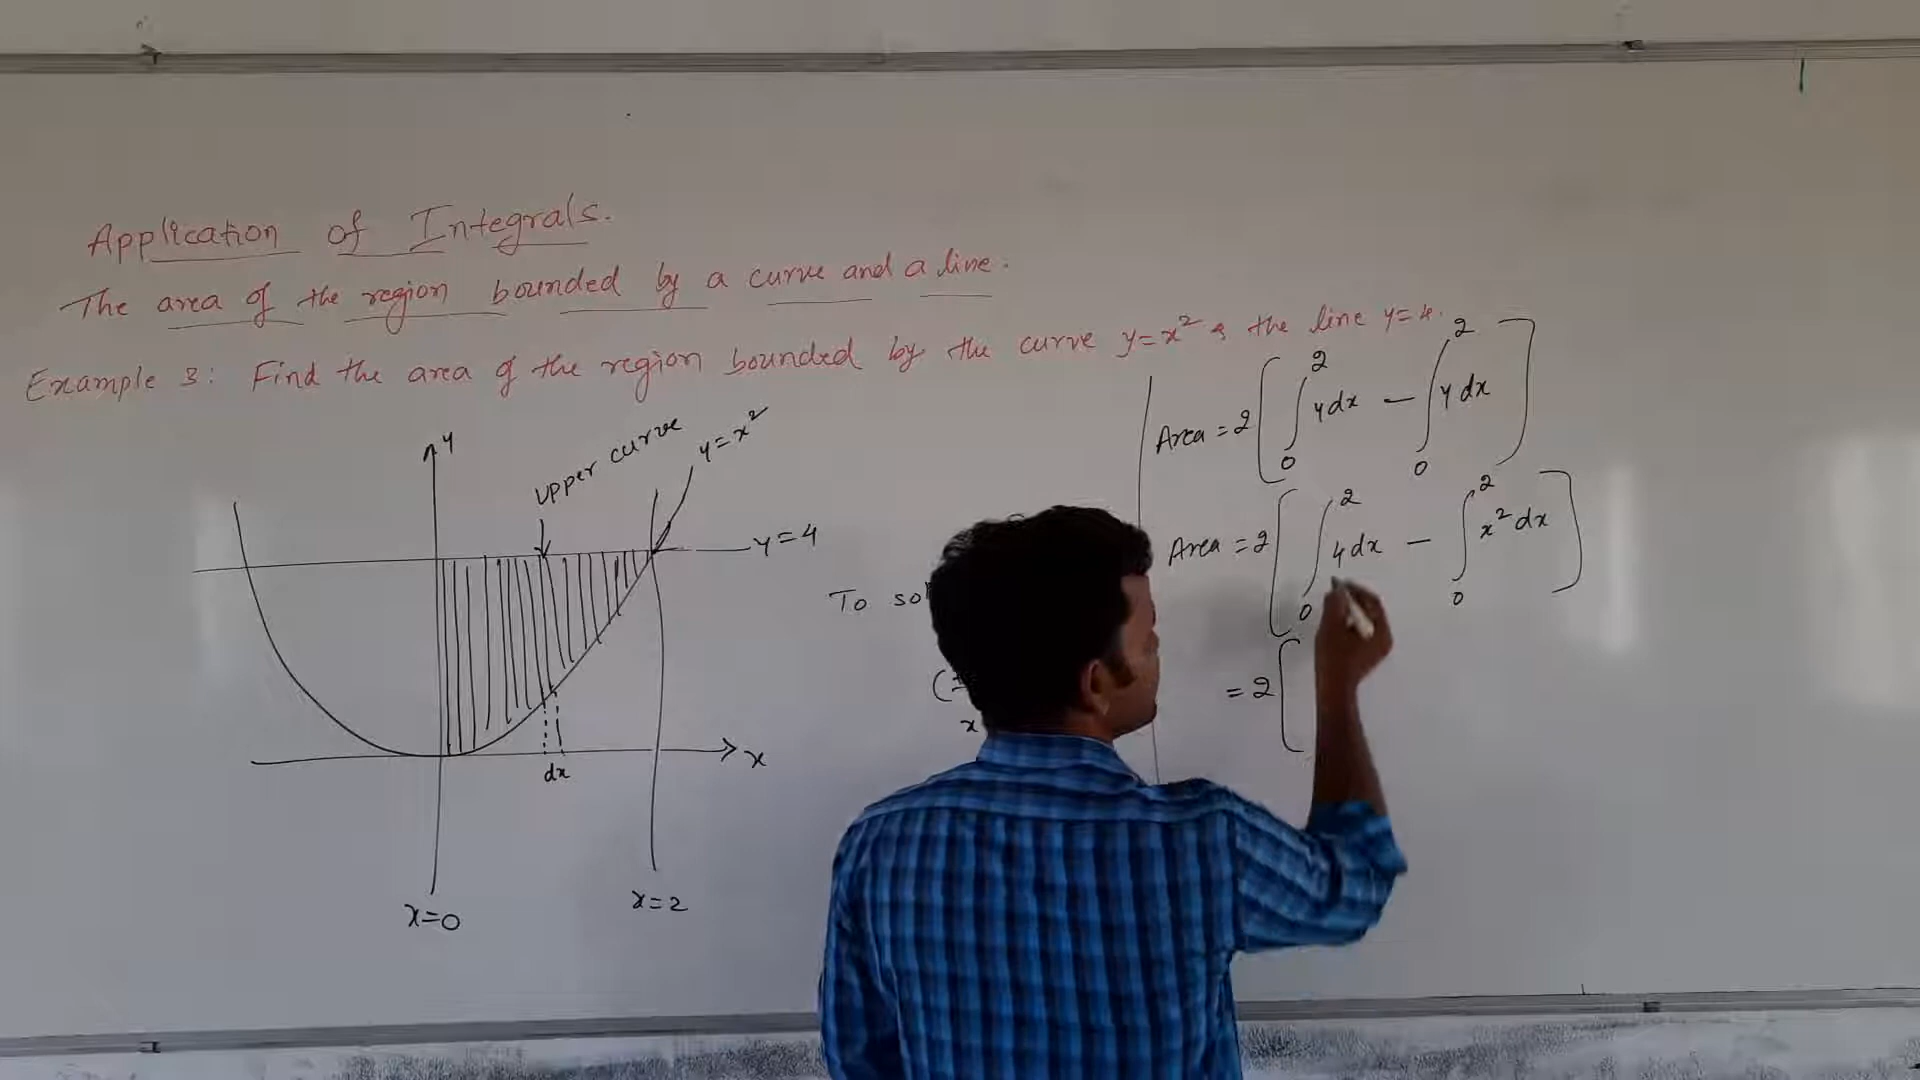 Application of Integrals.
The area of the region bounded by a curve and a line.
Example 3: Find the area of the region bounded by the curve y=x² & the line y=4.
y
upper curve
y=x²
y=4
x
dx
x=0
x=2
To
x
Area = 2[∫₀² y dx — ∫₀² y dx]
Area = 2[∫₀² 4dx — ∫₀² x² dx]
= 2[